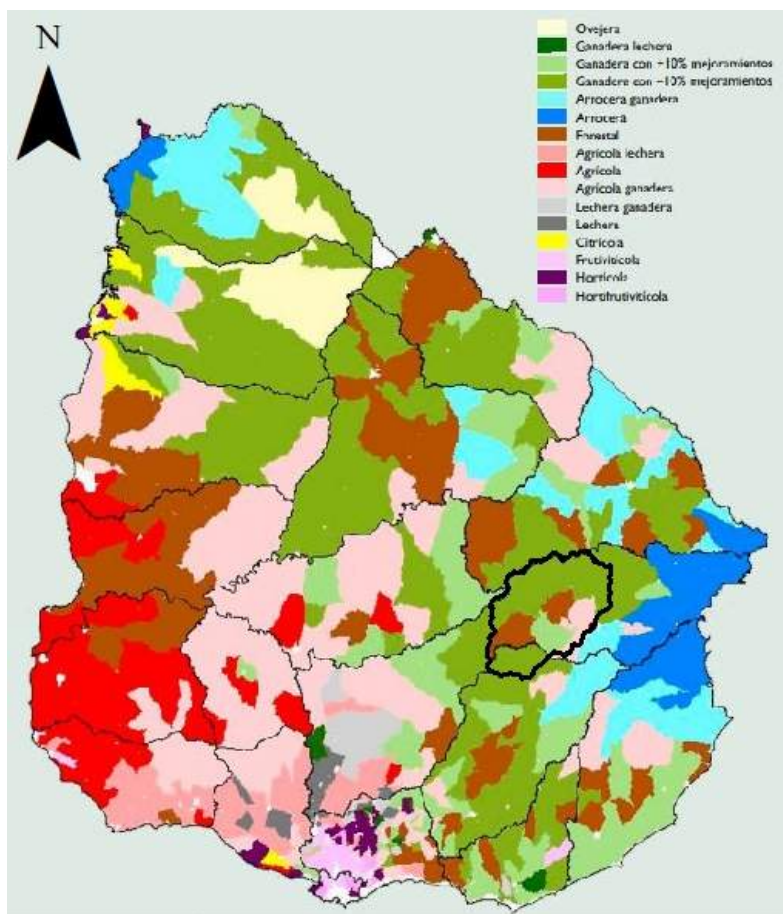 N
Ovejera
Ganadera lechera
Ganadera con +10% mejoramientos
Ganadera con -10% mejoramientos
Arrocera ganadera
Arrocera
Forestal
Agrícola lechera
Agrícola
Agrícola ganadera
Lechera ganadera
Lechera
Citrícola
Frutivitícola
Hortícola
Hortifrutivitícola